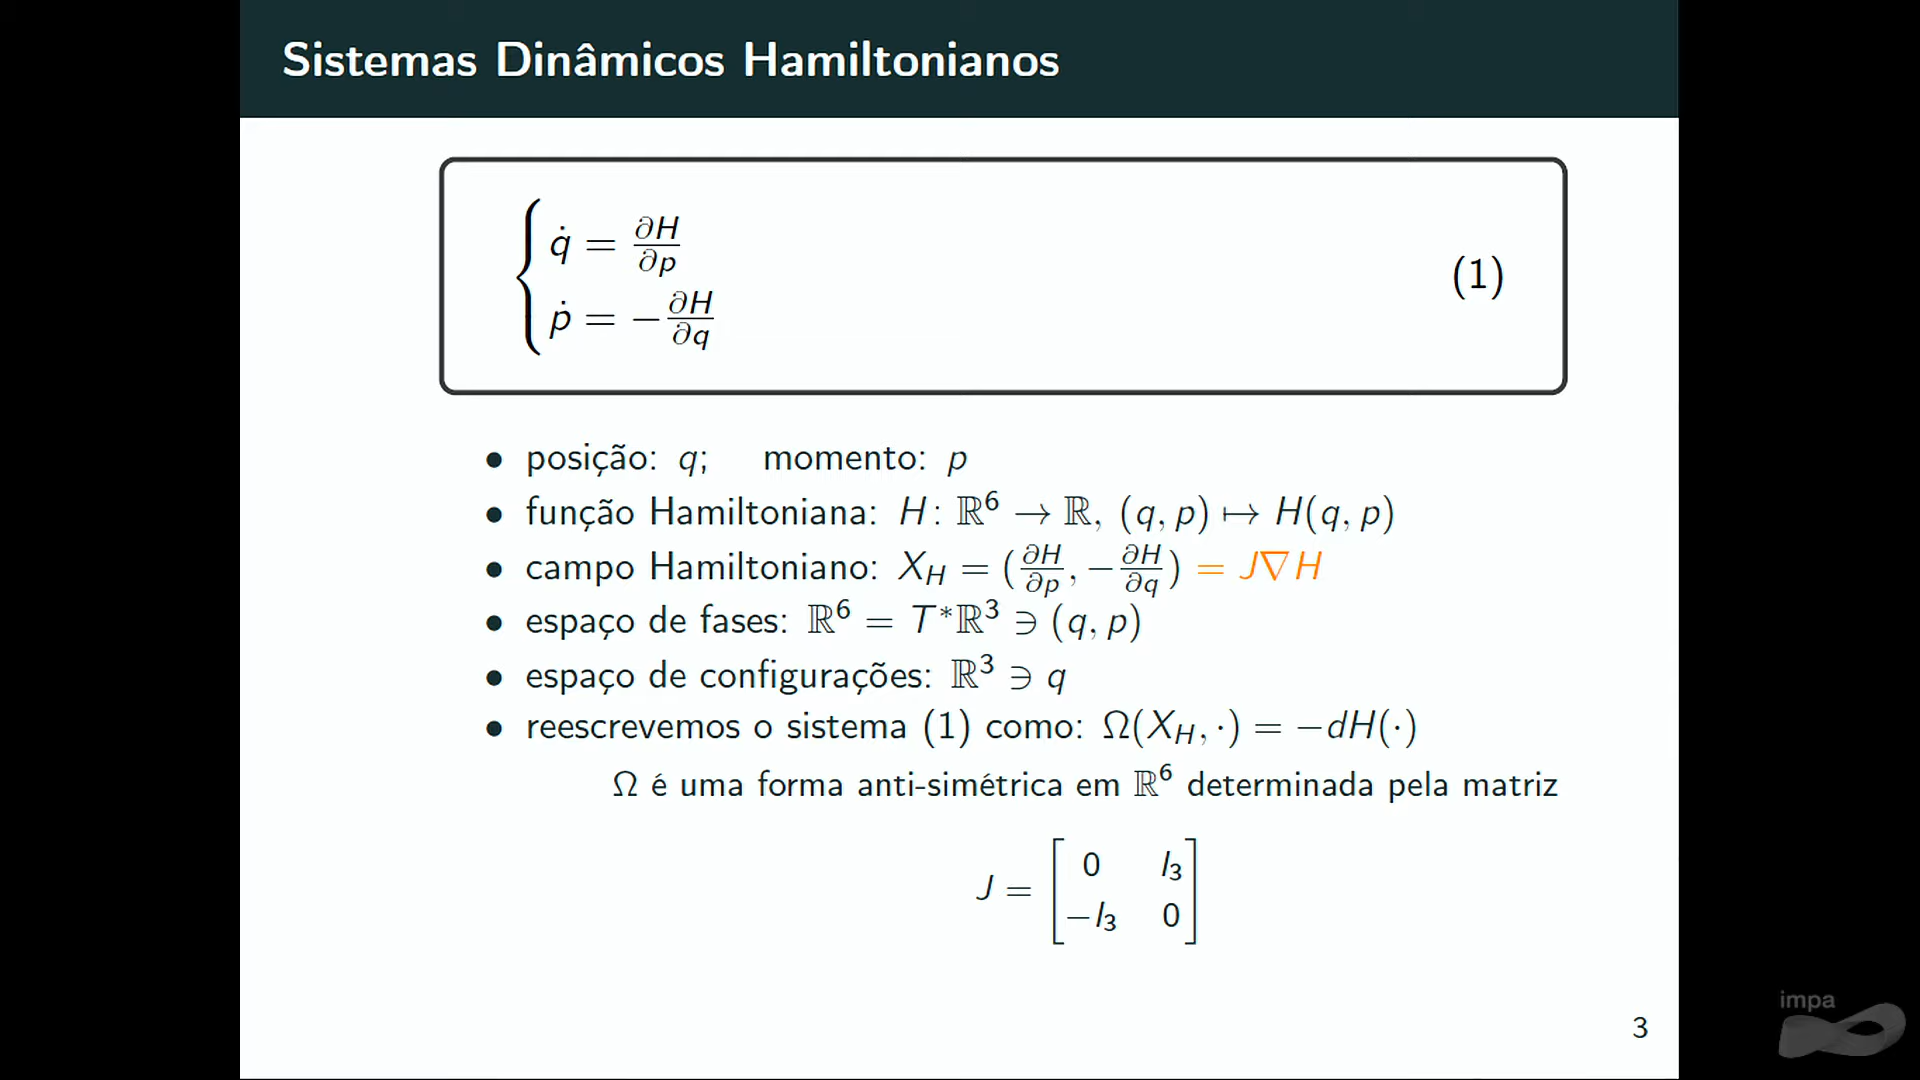 Sistemas Dinâmicos Hamiltonianos
{ q̇ = ∂H/∂p
ṗ = −∂H/∂q
(1)
• posição: q; momento: p
• função Hamiltoniana: H: ℝ⁶ → ℝ, (q, p) ↦ H(q, p)
• campo Hamiltoniano: X_H = (∂H/∂p, −∂H/∂q) = J∇H
• espaço de fases: ℝ⁶ = T*ℝ³ ∋ (q, p)
• espaço de configurações: ℝ³ ∋ q
• reescrevemos o sistema (1) como: Ω(X_H, ·) = −dH(·)
Ω é uma forma anti-simétrica em ℝ⁶ determinada pela matriz
J = [ 0 I₃
−I₃ 0 ]
impa
3